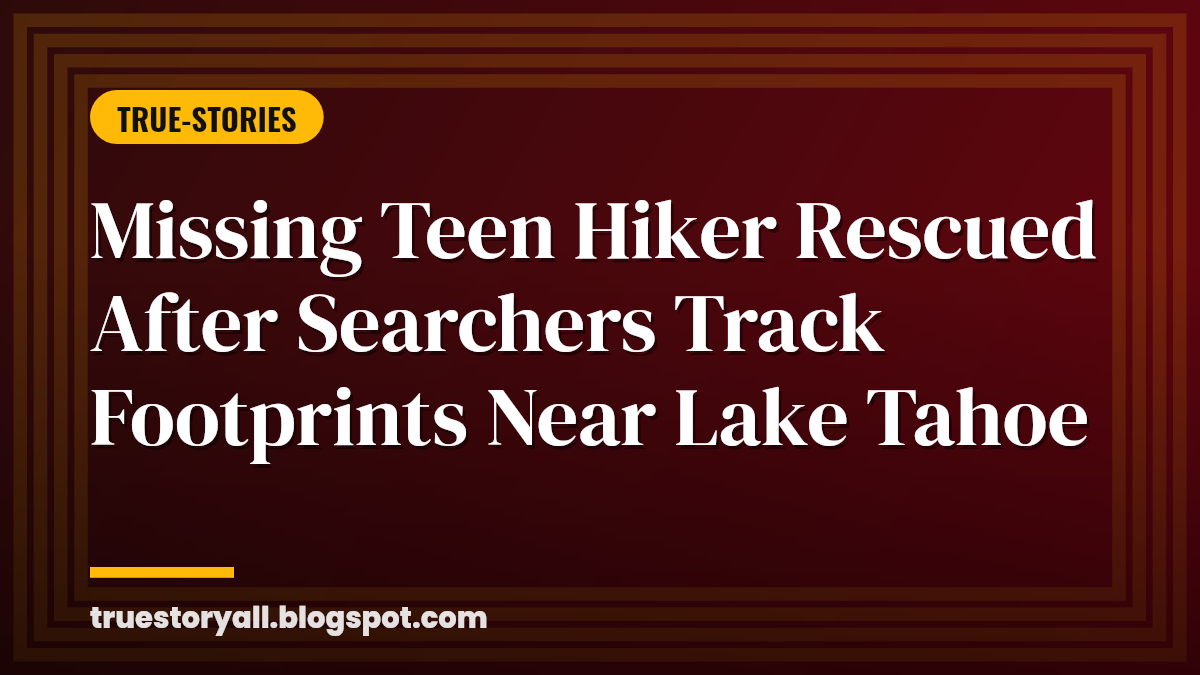 TRUE-STORIES
Missing Teen Hiker Rescued
After Searchers Track
Footprints Near Lake Tahoe
truestoryall.blogspot.com